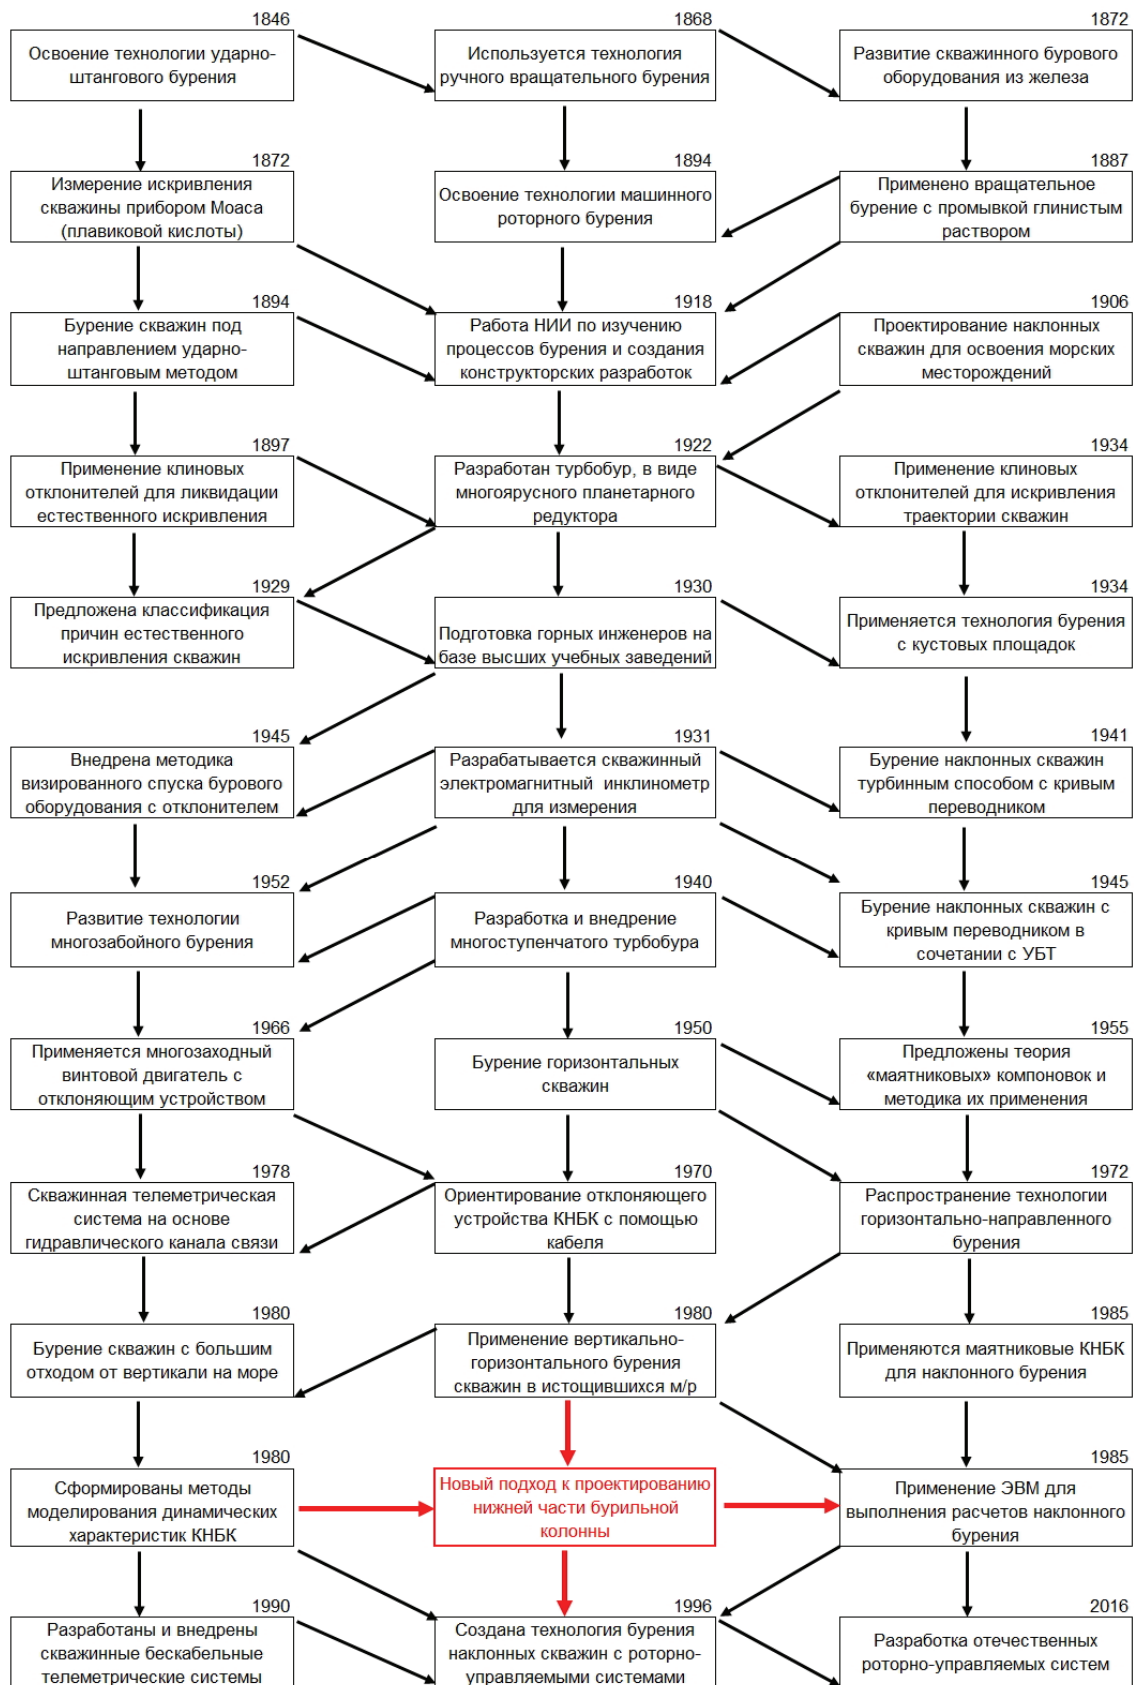 1846
Освоение технологии ударно-
штангового бурения
1868
Используется технология
ручного вращательного бурения
1872
Развитие скважинного бурового
оборудования из железа
1872
Измерение искривления
скважины прибором Моаса
(плавиковой кислоты)
1894
Освоение технологии машинного
роторного бурения
1887
Применено вращательное
бурение с промывкой глинистым
раствором
1894
Бурение скважин под
направлением ударно-
штанговым методом
1918
Работа НИИ по изучению
процессов бурения и создания
конструкторских разработок
1906
Проектирование наклонных
скважин для освоения морских
месторождений
1897
Применение клиновых
отклонителей для ликвидации
естественного искривления
1922
Разработан турбобур, в виде
многоярусного планетарного
редуктора
1934
Применение клиновых
отклонителей для искривления
траектории скважин
1929
Предложена классификация
причин естественного
искривления скважин
1930
Подготовка горных инженеров на
базе высших учебных заведений
1934
Применяется технология бурения
с кустовых площадок
1945
Внедрена методика
визированного спуска бурового
оборудования с отклонителем
1931
Разрабатывается скважинный
электромагнитный инклинометр
для измерения
1941
Бурение наклонных скважин
турбинным способом с кривым
переводником
1952
Развитие технологии
многозабойного бурения
1940
Разработка и внедрение
многоступенчатого турбобура
1945
Бурение наклонных скважин с
кривым переводником в
сочетании с УБТ
1966
Применяется многозаходный
винтовой двигатель с
отклоняющим устройством
1950
Бурение горизонтальных
скважин
1955
Предложены теория
«маятниковых» компоновок и
методика их применения
1978
Скважинная телеметрическая
система на основе
гидравлического канала связи
1970
Ориентирование отклоняющего
устройства КНБК с помощью
кабеля
1972
Распространение технологии
горизонтально-направленного
бурения
1980
Бурение скважин с большим
отходом от вертикали на море
1980
Применение вертикально-
горизонтального бурения
скважин в истощившихся м/р
1985
Применяются маятниковые КНБК
для наклонного бурения
1980
Сформированы методы
моделирования динамических
характеристик КНБК
Новый подход к проектированию
нижней части бурильной
колонны
1985
Применение ЭВМ для
выполнения расчетов наклонного
бурения
1990
Разработаны и внедрены
скважинные бескабельные
телеметрические системы
1996
Создана технология бурения
наклонных скважин с роторно-
управляемыми системами
2016
Разработка отечественных
роторно-управляемых систем